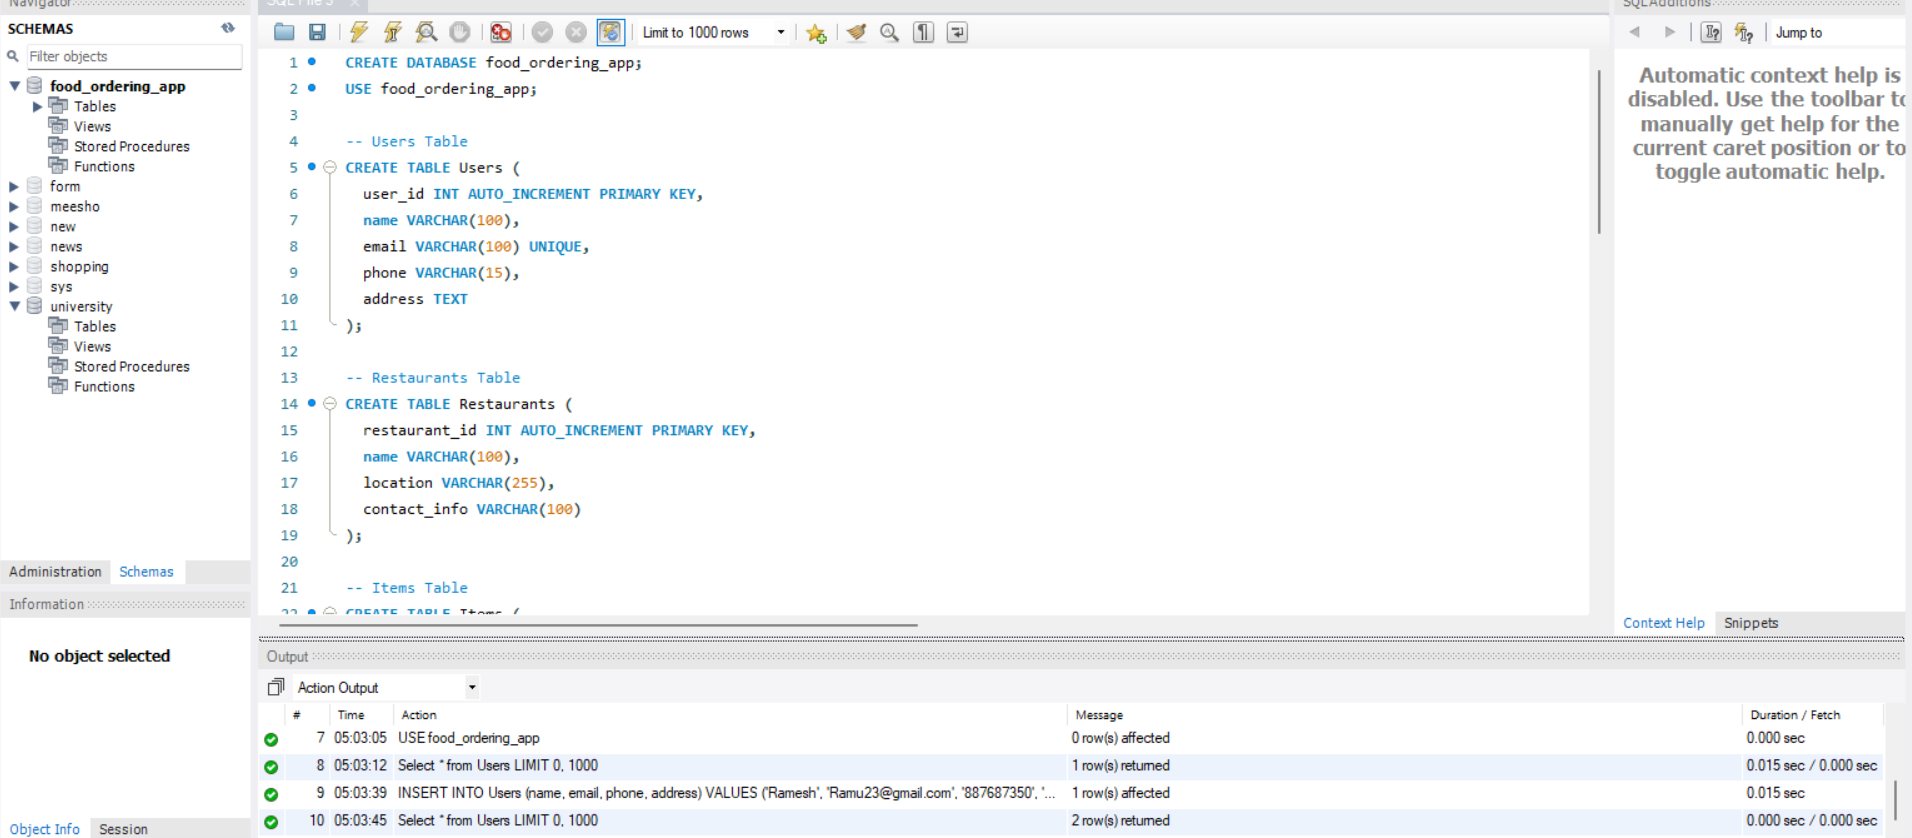 Navigator
SCHEMAS
Filter objects
food_ordering_app
Tables
Views
Stored Procedures
Functions
form
meesho
new
news
shopping
sys
university
Tables
Views
Stored Procedures
Functions
Administration Schemas
Information
No object selected
Object Info Session
SQL File 3
Limit to 1000 rows
1 CREATE DATABASE food_ordering_app;
2 USE food_ordering_app;
3
4 -- Users Table
5 CREATE TABLE Users (
6 user_id INT AUTO_INCREMENT PRIMARY KEY,
7 name VARCHAR(100),
8 email VARCHAR(100) UNIQUE,
9 phone VARCHAR(15),
10 address TEXT
11 );
12
13 -- Restaurants Table
14 CREATE TABLE Restaurants (
15 restaurant_id INT AUTO_INCREMENT PRIMARY KEY,
16 name VARCHAR(100),
17 location VARCHAR(255),
18 contact_info VARCHAR(100)
19 );
20
21 -- Items Table
22 CREATE TABLE Items (
SQLAdditions
Jump to
Automatic context help is
disabled. Use the toolbar to
manually get help for the
current caret position or to
toggle automatic help.
Context Help Snippets
Output
Action Output
# Time Action Message Duration / Fetch
7 05:03:05 USE food_ordering_app 0 row(s) affected 0.000 sec
8 05:03:12 Select * from Users LIMIT 0, 1000 1 row(s) returned 0.015 sec / 0.000 sec
9 05:03:39 INSERT INTO Users (name, email, phone, address) VALUES ('Ramesh', 'Ramu23@gmail.com', '887687350', '... 1 row(s) affected 0.015 sec
10 05:03:45 Select * from Users LIMIT 0, 1000 2 row(s) returned 0.000 sec / 0.000 sec